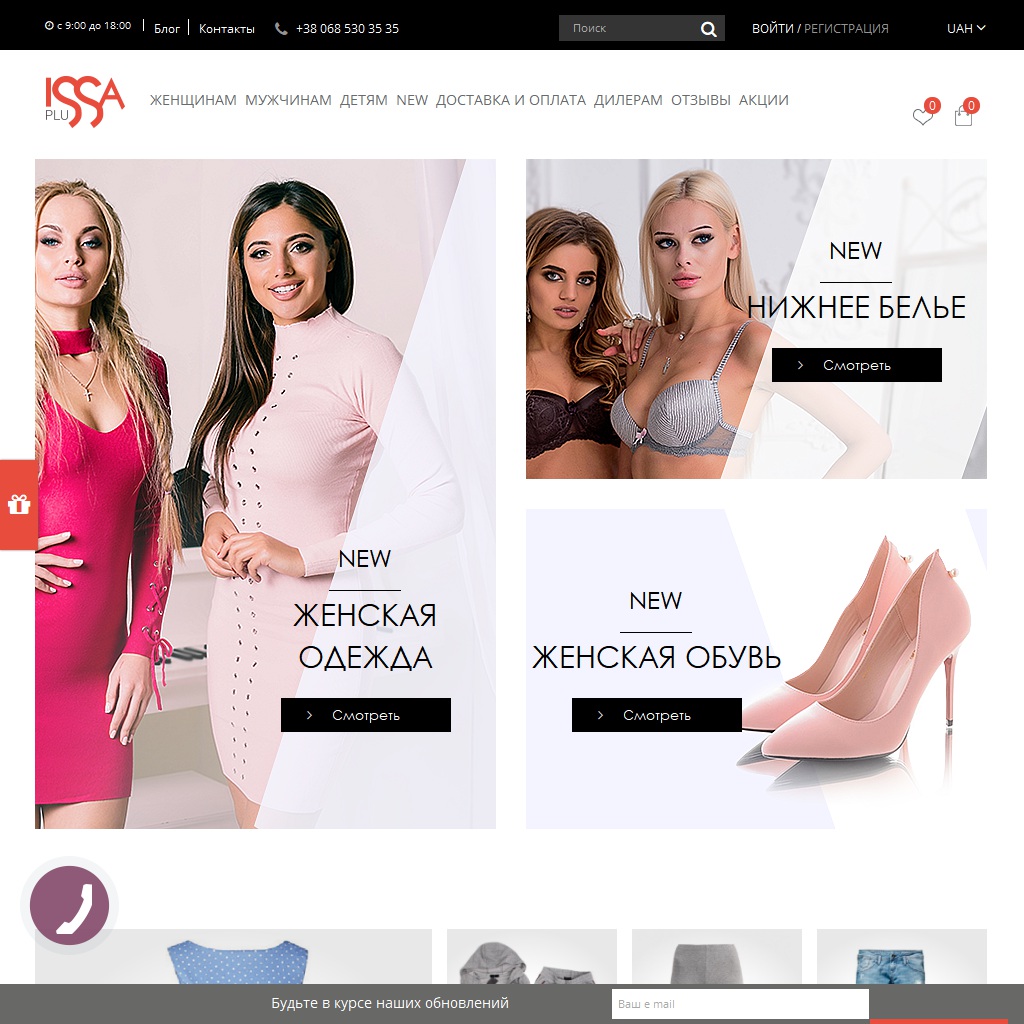 с 9:00 до 18:00
Блог
Контакты
+38 068 530 35 35
Поиск
ВОЙТИ / РЕГИСТРАЦИЯ
UAH
ISSA
PLU
ЖЕНЩИНАМ МУЖЧИНАМ ДЕТЯМ NEW ДОСТАВКА И ОПЛАТА ДИЛЕРАМ ОТЗЫВЫ АКЦИИ
0
0
NEW
ЖЕНСКАЯ
ОДЕЖДА
Смотреть
NEW
НИЖНЕЕ БЕЛЬЕ
Смотреть
NEW
ЖЕНСКАЯ ОБУВЬ
Смотреть
Будьте в курсе наших обновлений
Ваш e mail